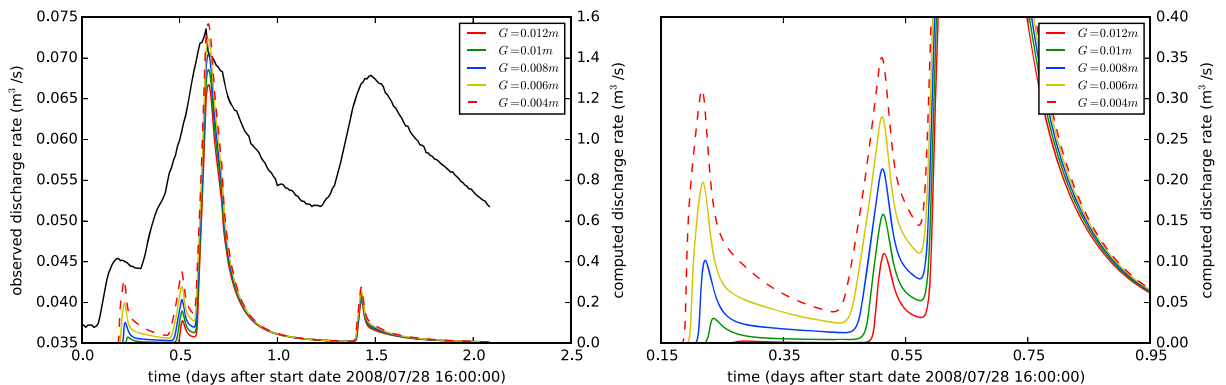 0.075
0.070
0.065
0.060
0.055
0.050
0.045
0.040
0.035
observed discharge rate (m³ /s)
0.0
0.5
1.0
1.5
2.0
2.5
time (days after start date 2008/07/28 16:00:00)
1.6
1.4
1.2
1.0
0.8
0.6
0.4
0.2
0.0
computed discharge rate (m³ /s)
G=0.012m
G=0.01m
G=0.008m
G=0.006m
G=0.004m
0.15
0.35
0.55
0.75
0.95
time (days after start date 2008/07/28 16:00:00)
0.40
0.35
0.30
0.25
0.20
0.15
0.10
0.05
0.00
computed discharge rate (m³ /s)
G=0.012m
G=0.01m
G=0.008m
G=0.006m
G=0.004m